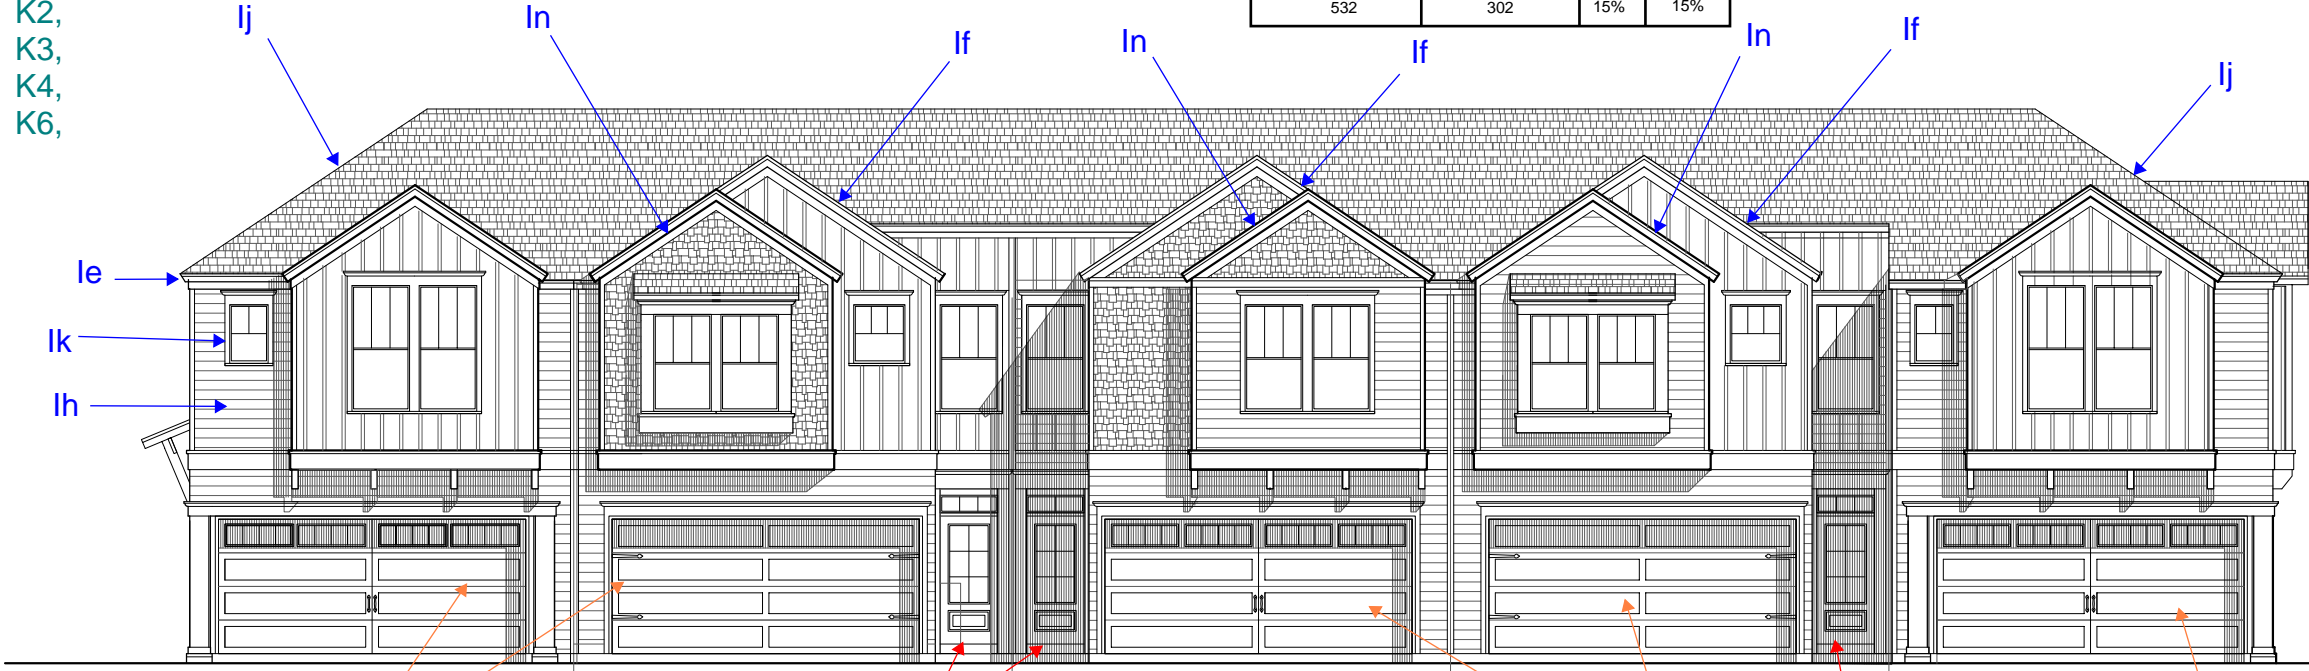 K2,
K3,
K4,
K6,
532 302 15% 15%
Ij
In
If
In
If
In
If
Ij
Ie
Ik
Ih